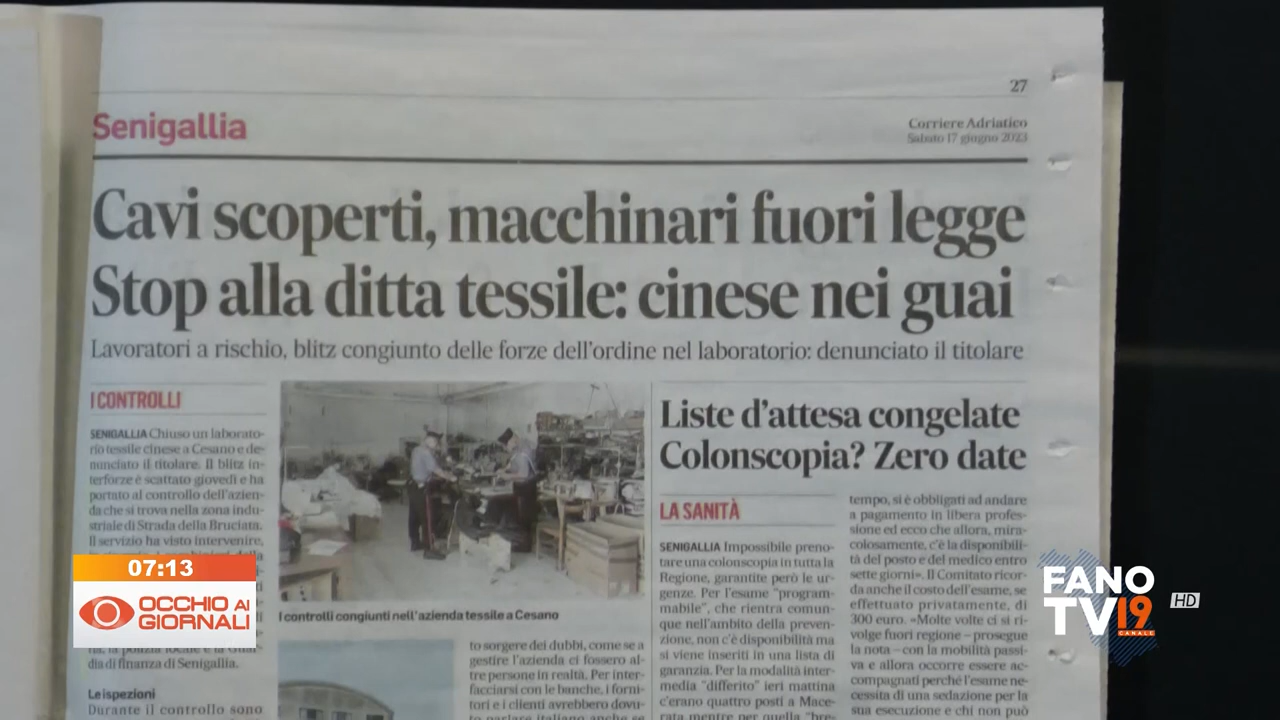 27
Senigallia
Corriere Adriatico
Sabato 17 giugno 2023
Cavi scoperti, macchinari fuori legge
Stop alla ditta tessile: cinese nei guai
Lavoratori a rischio, blitz congiunto delle forze dell'ordine nel laboratorio: denunciato il titolare
I CONTROLLI
SENIGALLIA Chiuso un laborato-
rio tessile cinese a Cesano e de-
nunciato il titolare. Il blitz in-
terforze è scattato giovedì e ha
portato al controllo dell'azien-
da che si trova nella zona indu-
striale di Strada della Bruciata.
Il servizio ha visto intervenire,
dia di finanza di Senigallia.
Le ispezioni
Durante il controllo sono
I controlli congiunti nell'azienda tessile a Cesano
to sorgere dei dubbi, come se a
gestire l'azienda ci fossero al-
tre persone in realtà. Per inter-
facciarsi con le banche, i forni-
tori e i clienti avrebbero dovu-
to parlare italiano anche se
Liste d'attesa congelate
Colonscopia? Zero date
LA SANITÀ
SENIGALLIA Impossibile preno-
tare una colonscopia in tutta la
Regione, garantite però le ur-
genze. Per l'esame "program-
mabile", che rientra comun-
que nell'ambito della preven-
zione, non c'è disponibilità ma
si viene inseriti in una lista di
garanzia. Per la modalità inter-
media "differito" ieri mattina
c'erano quattro posti a Mace-
rata mentre per quella "bre-
tempo, si è obbligati ad andare
a pagamento in libera profes-
sione ed ecco che allora, mira-
colosamente, c'è la disponibili-
tà del posto e del medico entro
sette giorni». Il Comitato ricor-
da anche il costo dell'esame, se
effettuato privatamente, di
300 euro. «Molte volte ci si ri-
volge fuori regione – prosegue
la nota – con la mobilità passi-
va e allora occorre essere ac-
compagnati perché l'esame ne-
cessita di una sedazione per la
sua esecuzione e chi non può
07:13
OCCHIO AI
GIORNALI
FANO
TV19
CANALE
HD